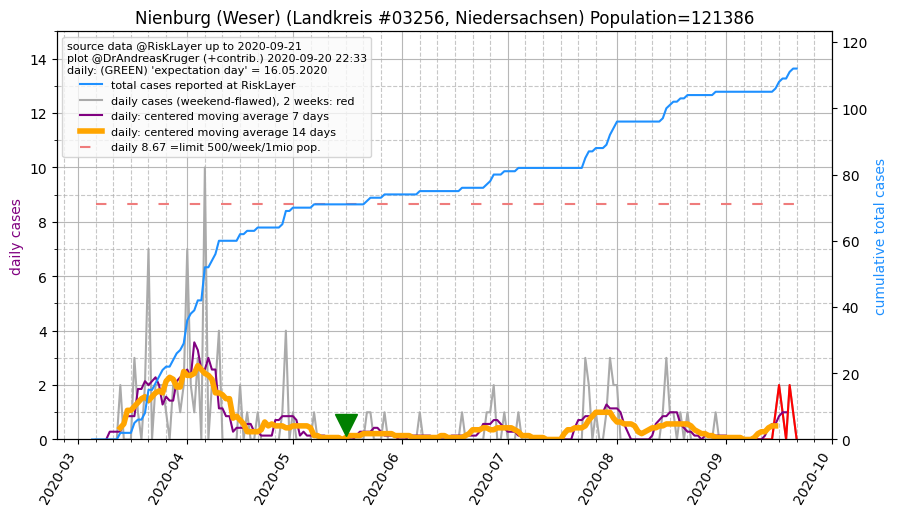 Nienburg (Weser) (Landkreis #03256, Niedersachsen) Population=121386
source data @RiskLayer up to 2020-09-21
plot @DrAndreasKruger (+contrib.) 2020-09-20 22:33
daily: (GREEN) 'expectation day' = 16.05.2020
total cases reported at RiskLayer
daily cases (weekend-flawed), 2 weeks: red
daily: centered moving average 7 days
daily: centered moving average 14 days
daily 8.67 =limit 500/week/1mio pop.
daily cases
14
12
10
8
6
4
2
0
cumulative total cases
120
100
80
60
40
20
0
2020-03
2020-04
2020-05
2020-06
2020-07
2020-08
2020-09
2020-10